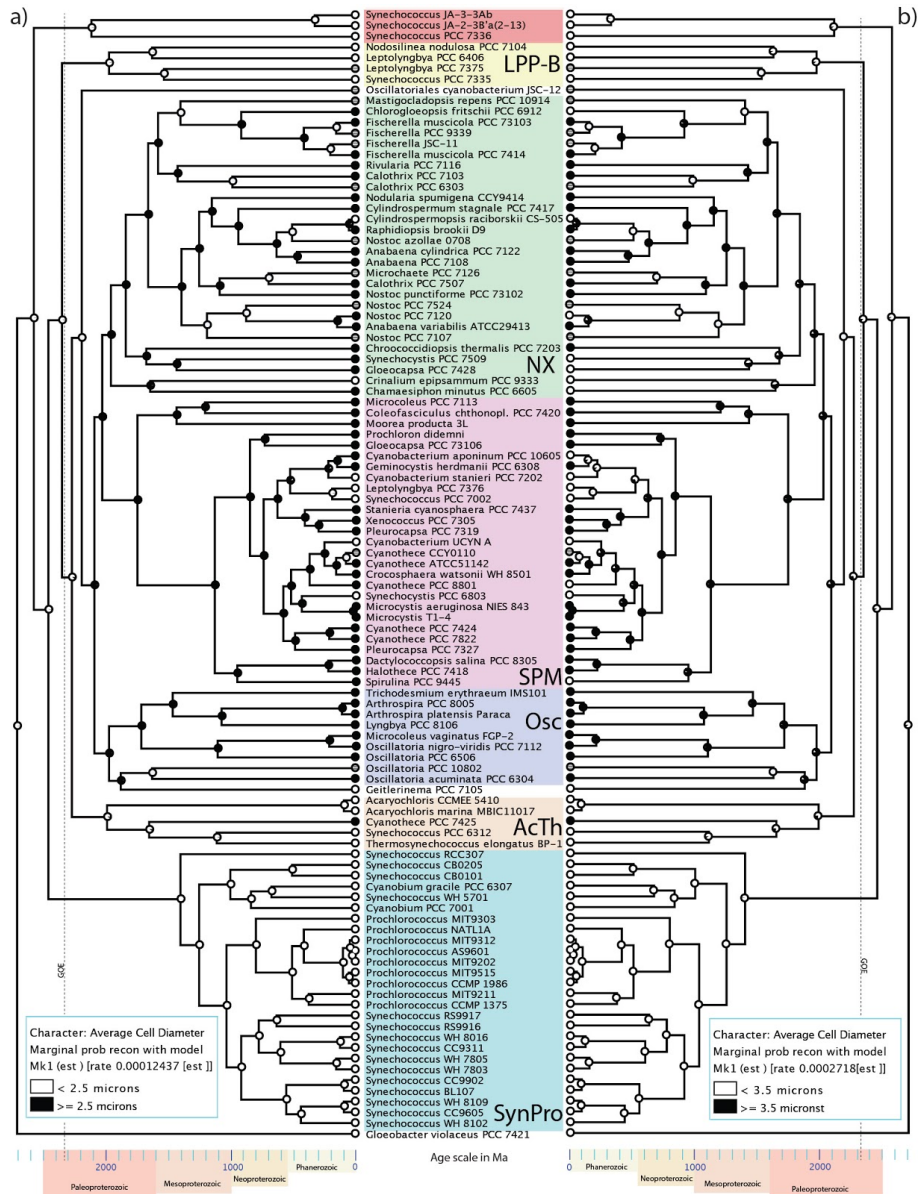 a)
b)
Synechococcus JA-3-3Ab
Synechococcus JA-2-3B'a(2-13)
Synechococcus PCC 7336
Nodosilinea nodulosa PCC 7104
Leptolyngbya PCC 6406
Leptolyngbya PCC 7375
Synechococcus PCC 7335
LPP-B
Oscillatoriales cyanobacterium JSC-12
Mastigocladopsis repens PCC 10914
Chlorogloeopsis fritschii PCC 6912
Fischerella muscicola PCC 73103
Fischerella PCC 9339
Fischerella JSC-11
Fischerella muscicola PCC 7414
Rivularia PCC 7116
Calothrix PCC 7103
Calothrix PCC 6303
Nodularia spumigena CCY9414
Cylindrospermum stagnale PCC 7417
Cylindrospermopsis raciborskii CS-505
Raphidiopsis brookii D9
Nostoc azollae 0708
Anabaena cylindrica PCC 7122
Anabaena PCC 7108
Microchaete PCC 7126
Calothrix PCC 7507
Nostoc punctiforme PCC 73102
Nostoc PCC 7524
Nostoc PCC 7120
Anabaena variabilis ATCC29413
Nostoc PCC 7107
Chroococcidiopsis thermalis PCC 7203
Synechocystis PCC 7509
Gloeocapsa PCC 7428
NX
Crinalium epipsammum PCC 9333
Chamaesiphon minutus PCC 6605
Microcoleus PCC 7113
Coleofasciculus chthonopl. PCC 7420
Moorea producta 3L
Prochloron didemni
Gloeocapsa PCC 73106
Cyanobacterium aponinum PCC 10605
Geminocystis herdmanii PCC 6308
Cyanobacterium stanieri PCC 7202
Leptolyngbya PCC 7376
Synechococcus PCC 7002
Stanieria cyanosphaera PCC 7437
Xenococcus PCC 7305
Pleurocapsa PCC 7319
Cyanobacterium UCYN A
Cyanothece CCY0110
Cyanothece ATCC51142
Crocosphaera watsonii WH 8501
Cyanothece PCC 8801
Synechocystis PCC 6803
Microcystis aeruginosa NIES 843
Microcystis T1-4
Cyanothece PCC 7424
Cyanothece PCC 7822
Pleurocapsa PCC 7327
Dactylococcopsis salina PCC 8305
Halothece PCC 7418
Spirulina PCC 9445
SPM
Trichodesmium erythraeum IMS101
Arthrospira PCC 8005
Arthrospira platensis Paraca
Lyngbya PCC 8106
Osc
Microcoleus vaginatus FGP-2
Oscillatoria nigro-viridis PCC 7112
Oscillatoria PCC 6506
Oscillatoria PCC 10802
Oscillatoria acuminata PCC 6304
Geitlerinema PCC 7105
Acaryochloris CCMEE 5410
Acaryochloris marina MBIC11017
Cyanothece PCC 7425
Synechococcus PCC 6312
AcTh
Thermosynechococcus elongatus BP-1
Synechococcus RCC307
Synechococcus CB0205
Synechococcus CB0101
Cyanobium gracile PCC 6307
Synechococcus WH 5701
Cyanobium PCC 7001
Prochlorococcus MIT9303
Prochlorococcus NATL1A
Prochlorococcus MIT9312
Prochlorococcus AS9601
Prochlorococcus MIT9202
Prochlorococcus MIT9515
Prochlorococcus CCMP 1986
Prochlorococcus MIT9211
Prochlorococcus CCMP 1375
Synechococcus RS9917
Synechococcus RS9916
Synechococcus WH 8016
Synechococcus CC9311
Synechococcus WH 7805
Synechococcus WH 7803
Synechococcus CC9902
Synechococcus BL107
Synechococcus WH 8109
Synechococcus CC9605
Synechococcus WH 8102
SynPro
Gloeobacter violaceus PCC 7421
GOE
GOE
Character: Average Cell Diameter
Marginal prob recon with model
Mk1 (est ) [rate 0.00012437 [est ]]
< 2.5 microns
>= 2.5 mcirons
Character: Average Cell Diameter
Marginal prob recon with model
Mk1 (est ) [rate 0.0002718[est ]]
< 3.5 microns
>= 3.5 micronst
Age scale in Ma
2000 1000 0
Paleoproterozoic Mesoproterozoic Neoproterozoic Phanerozoic
0 1000 2000
Phanerozoic Neoproterozoic Mesoproterozoic Paleoproterozoic